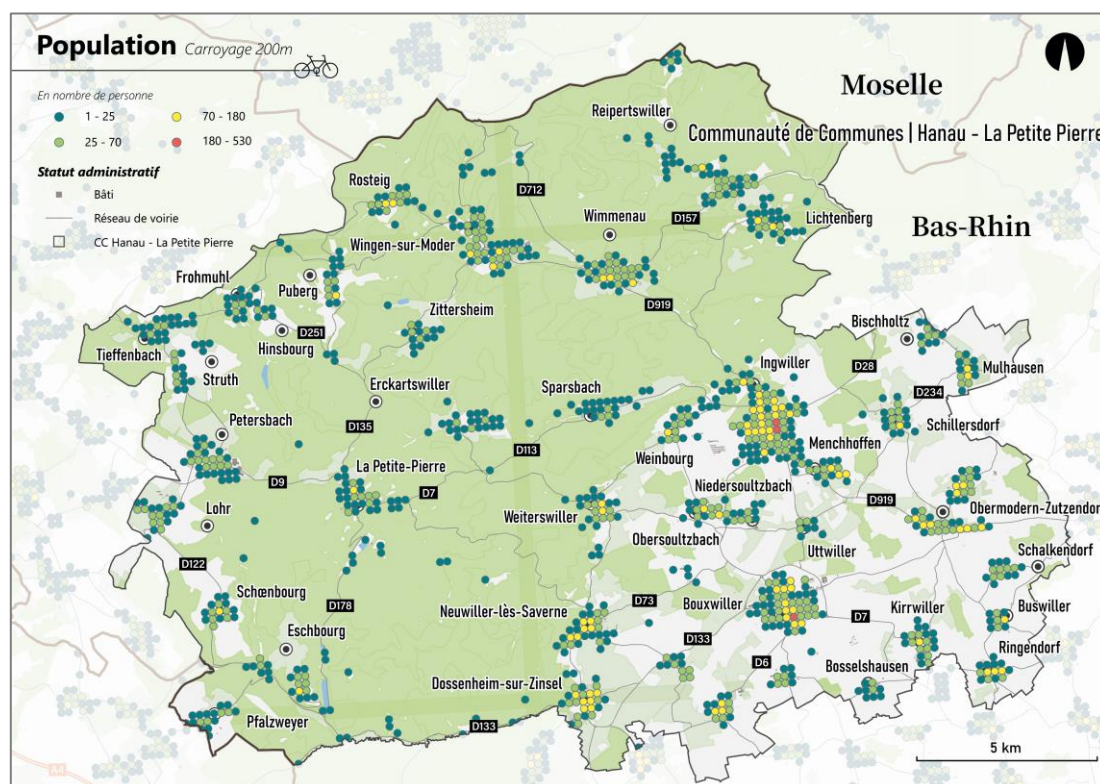 Population Carroyage 200m
En nombre de personne
1 - 25
70 - 180
25 - 70
180 - 530
Statut administratif
Bâti
Réseau de voirie
CC Hanau - La Petite Pierre
Moselle
Communauté de Communes | Hanau - La Petite Pierre
Bas-Rhin
Reipertswiller
Rosteig
D712
Wimmenau
D157
Lichtenberg
Wingen-sur-Moder
Frohmuhl
Puberg
Zittersheim
D919
Hinsbourg
D251
Tieffenbach
Struth
Bischholtz
Ingwiller
D28
Mulhausen
Erckartswiller
Sparsbach
D234
Schillersdorf
Petersbach
D135
D113
Menchhoffen
Weinbourg
La Petite-Pierre
D9
D7
Niedersoultzbach
D919
Lohr
Weiterswiller
Obermodern-Zutzendorf
Obersoultzbach
Uttwiller
Schalkendorf
D122
Schœnbourg
D178
Neuwiller-lès-Saverne
D73
Bouxwiller
D7
Kirrwiller
Buswiller
Eschbourg
D133
D6
Bosselshausen
Ringendorf
Dossenheim-sur-Zinsel
Pfalzweyer
D133
5 km
A4